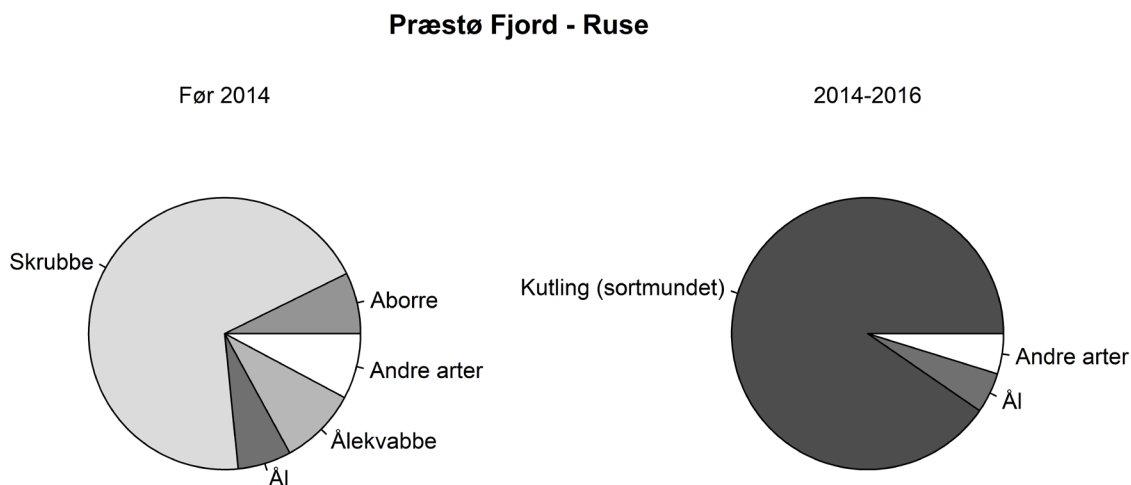 Præstø Fjord - Ruse
Før 2014
Skrubbe
Aborre
Andre arter
Ålekvabbe
Ål
2014-2016
Kutling (sortmundet)
Andre arter
Ål